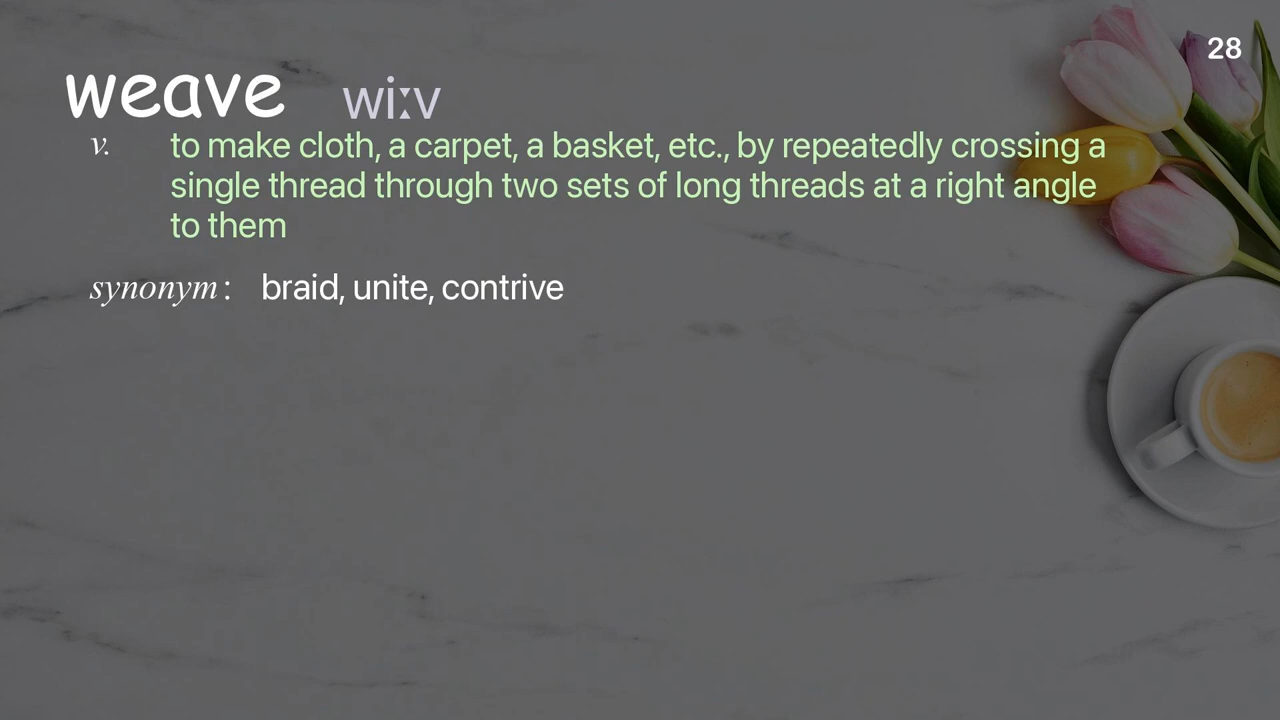 28
weave wiːv
v. to make cloth, a carpet, a basket, etc., by repeatedly crossing a
single thread through two sets of long threads at a right angle
to them
synonym: braid, unite, contrive